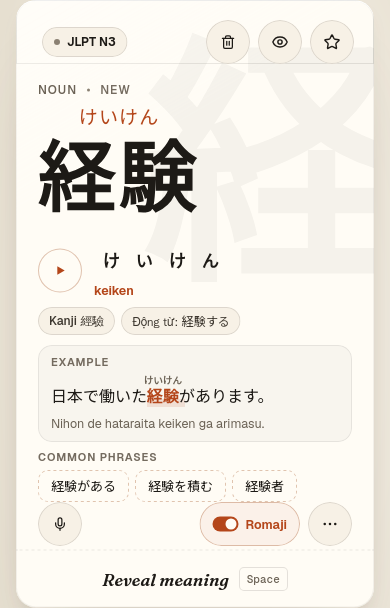 JLPT N3
NOUN • NEW
けいけん
経験
けいけん
keiken
Kanji 經驗
Động từ: 経験する
EXAMPLE
けいけん
日本で働いた経験があります。
Nihon de hataraita keiken ga arimasu.
COMMON PHRASES
経験がある 経験を積む 経験者
Romaji
Reveal meaning Space